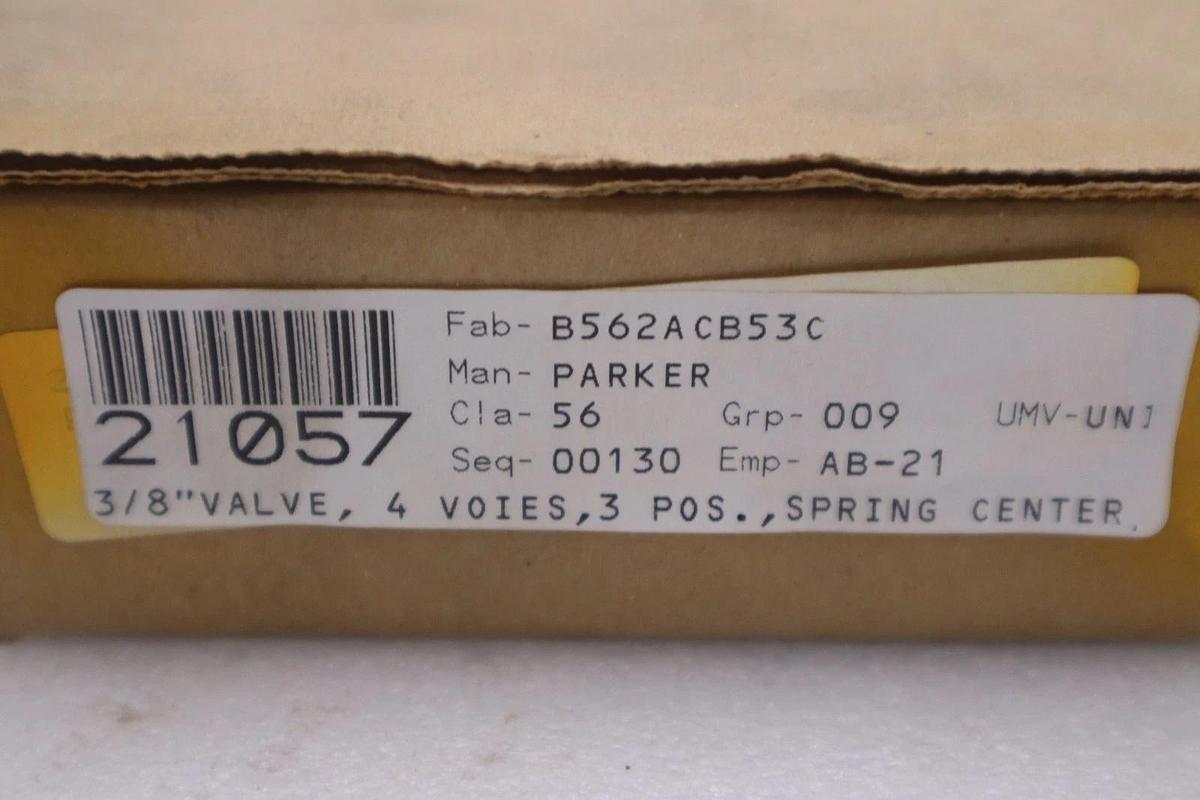 Fab- B562ACB53C
Man- PARKER
21057
Cla- 56 Grp- 009 UMV-UNI
Seq- 00130 Emp- AB-21
3/8"VALVE, 4 VOIES,3 POS.,SPRING CENTER,